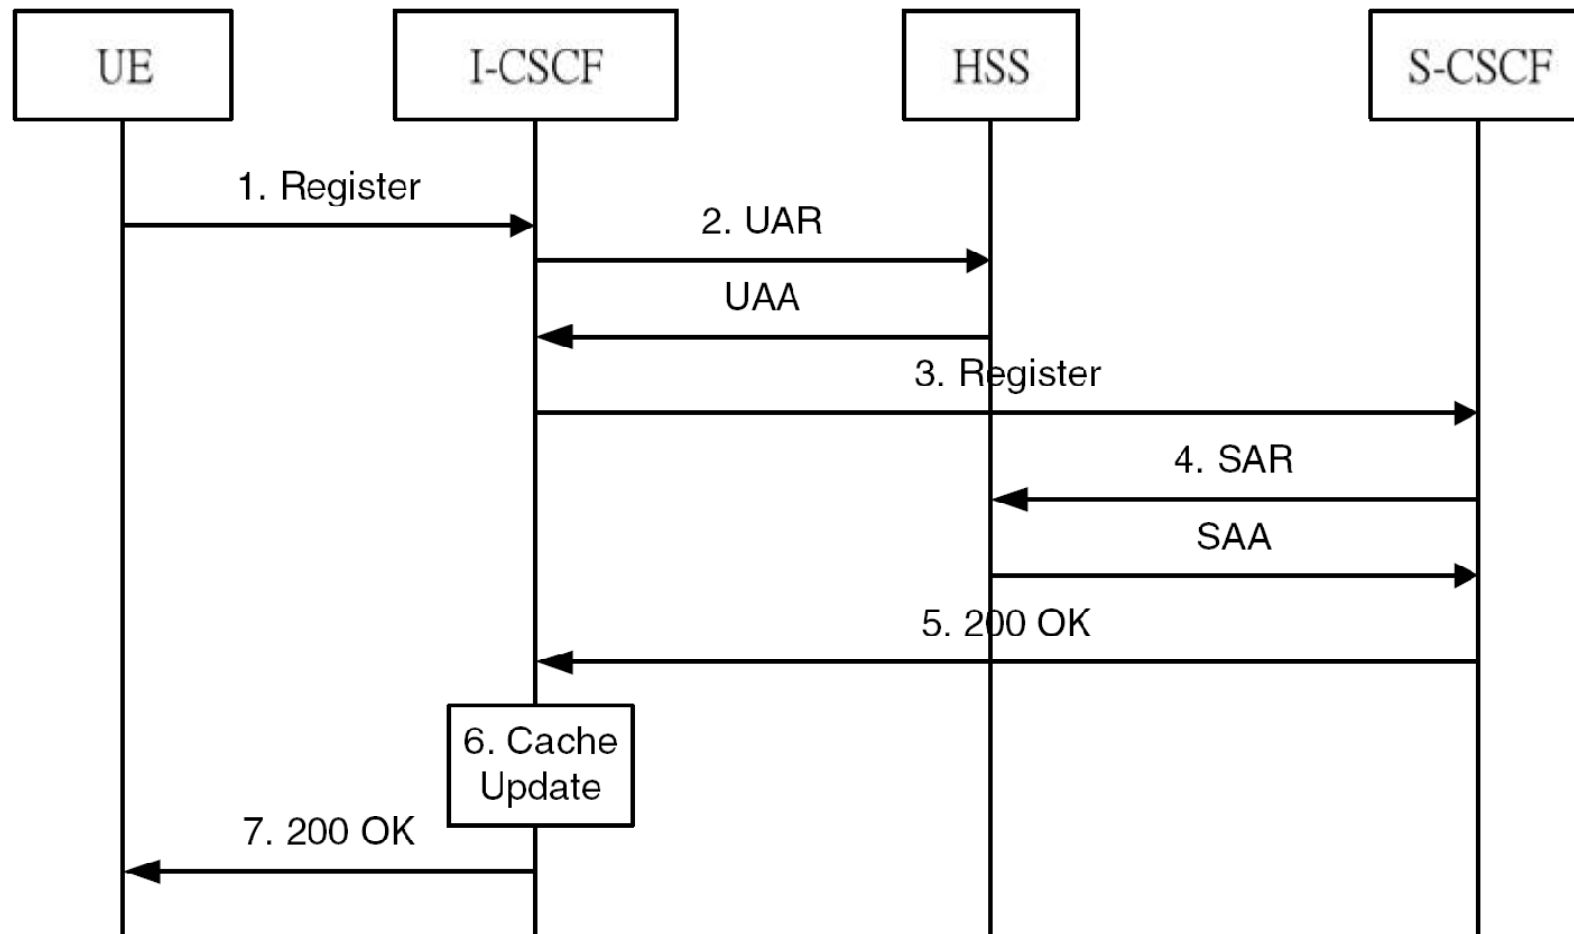 UE
I-CSCF
HSS
S-CSCF
1. Register
2. UAR
UAA
3. Register
4. SAR
SAA
5. 200 OK
6. Cache
Update
7. 200 OK